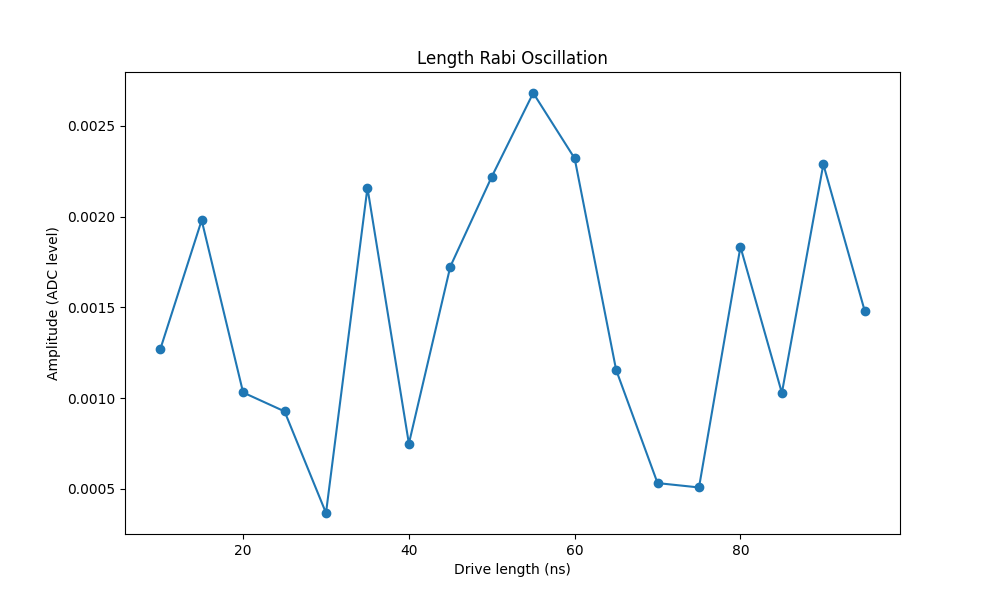 Length Rabi Oscillation
Amplitude (ADC level)
0.0025
0.0020
0.0015
0.0010
0.0005
20 40 60 80
Drive length (ns)